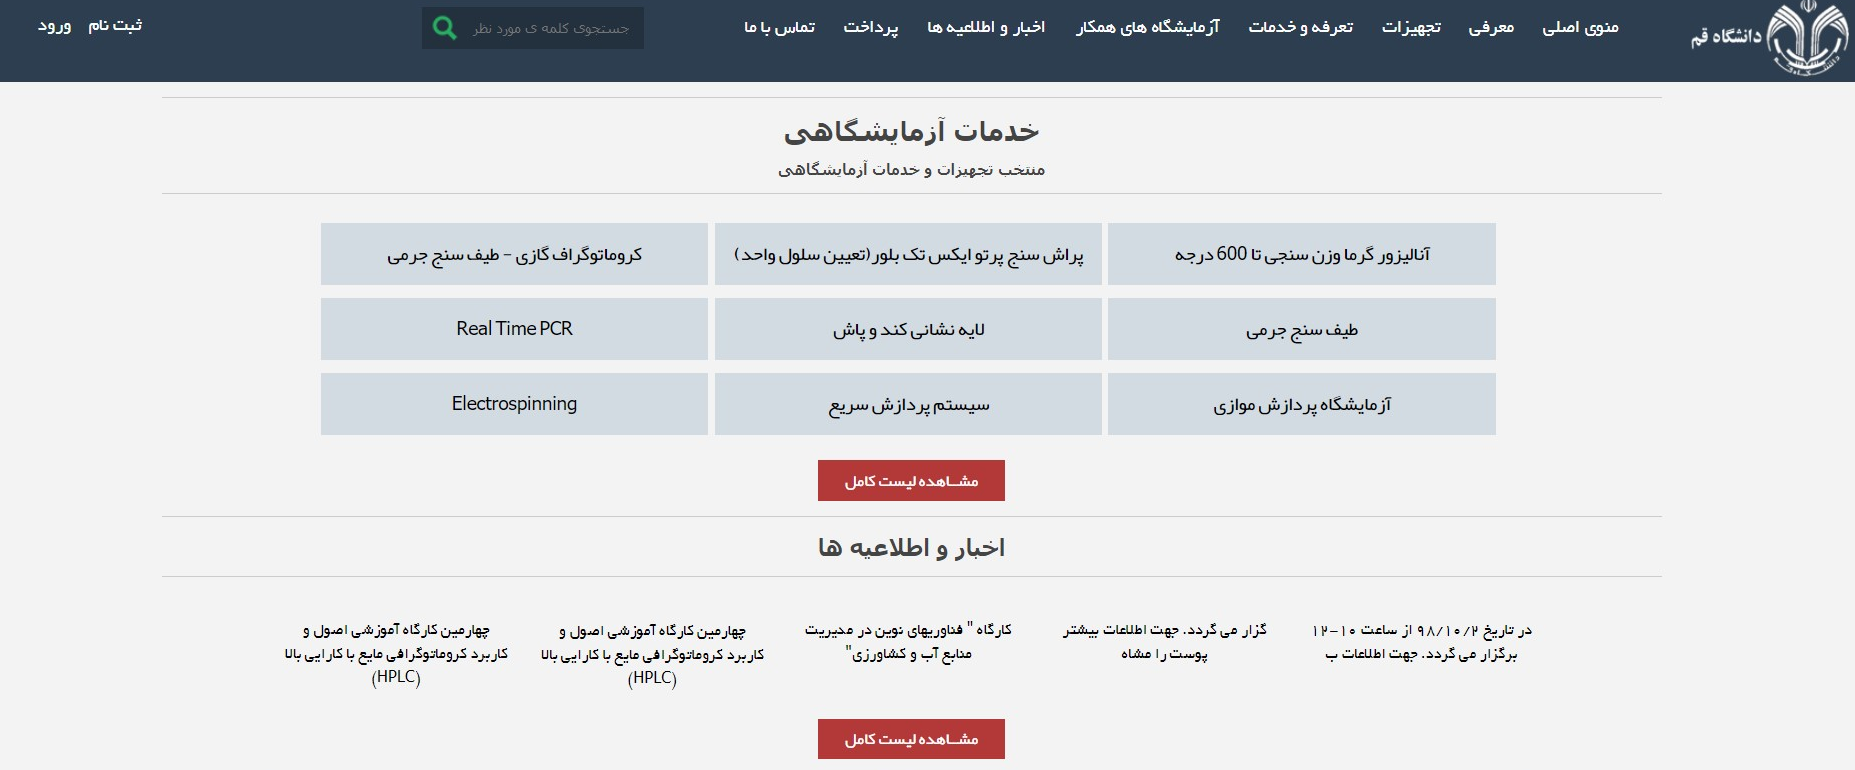 دانشگاه قم
منوی اصلی
معرفی
تجهیزات
تعرفه و خدمات
آزمایشگاه های همکار
اخبار و اطلاعیه ها
پرداخت
تماس با ما
جستجوی کلمه ی مورد نظر
ثبت نام
ورود
خدمات آزمایشگاهی
منتخب تجهیزات و خدمات آزمایشگاهی
آنالیزور گرما وزن سنجی تا 600 درجه
پراش سنج پرتو ایکس تک بلور(تعیین سلول واحد)
کروماتوگراف گازی - طیف سنج جرمی
طیف سنج جرمی
لایه نشانی کند و پاش
Real Time PCR
آزمایشگاه پردازش موازی
سیستم پردازش سریع
Electrospinning
مشــاهده لیست کامل
اخبار و اطلاعیه ها
در تاریخ ۹۸/۱۰/۲ از ساعت ۱۰-۱۲
برگزار می گردد. جهت اطلاعات ب
گزار می گردد. جهت اطلاعات بیشتر
پوست را مشاه
کارگاه " فناوریهای نوین در مدیریت
منابع آب و کشاورزی"
چهارمین کارگاه آموزشی اصول و
کاربرد کروماتوگرافی مایع با کارایی بالا
(HPLC)
چهارمین کارگاه آموزشی اصول و
کاربرد کروماتوگرافی مایع با کارایی بالا
(HPLC)
مشــاهده لیست کامل